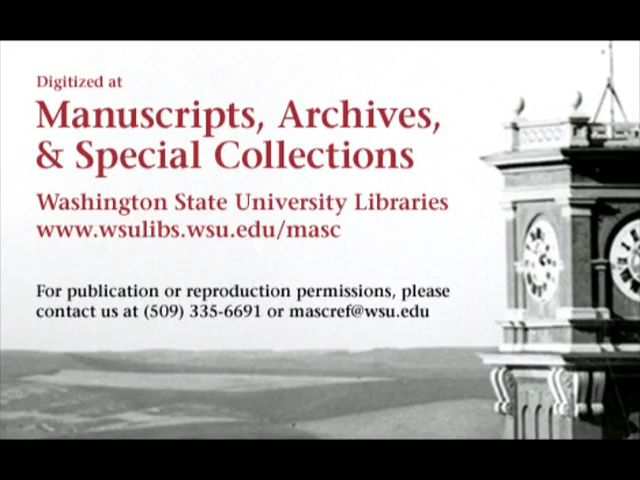 Digitized at
Manuscripts, Archives,
& Special Collections
Washington State University Libraries
www.wsulibs.wsu.edu/masc
For publication or reproduction permissions, please
contact us at (509) 335-6691 or mascref@wsu.edu